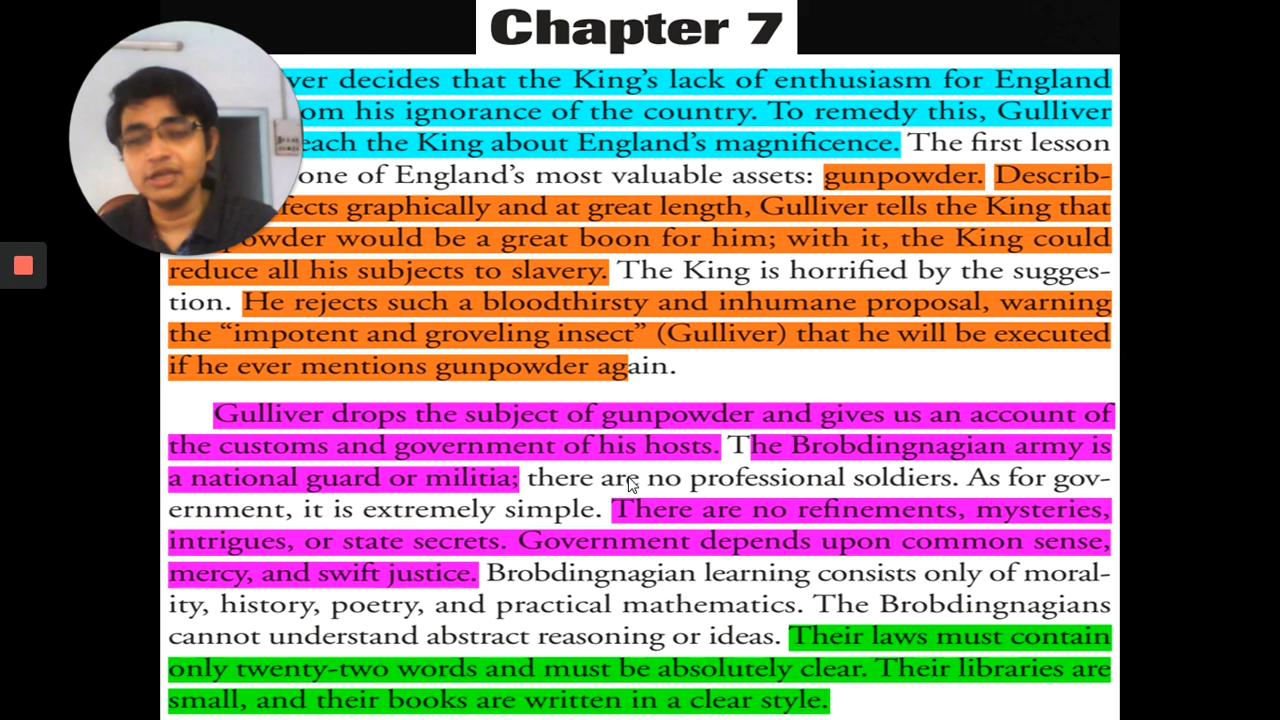 Chapter 7
ver decides that the King's lack of enthusiasm for England
om his ignorance of the country. To remedy this, Gulliver
each the King about England's magnificence. The first lesson
one of England's most valuable assets: gunpowder. Describ-
ffects graphically and at great length, Gulliver tells the King that
owder would be a great boon for him; with it, the King could
reduce all his subjects to slavery. The King is horrified by the sugges-
tion. He rejects such a bloodthirsty and inhumane proposal, warning
the “impotent and groveling insect” (Gulliver) that he will be executed
if he ever mentions gunpowder again.
Gulliver drops the subject of gunpowder and gives us an account of
the customs and government of his hosts. The Brobdingnagian army is
a national guard or militia; there are no professional soldiers. As for gov-
ernment, it is extremely simple. There are no refinements, mysteries,
intrigues, or state secrets. Government depends upon common sense,
mercy, and swift justice. Brobdingnagian learning consists only of moral-
ity, history, poetry, and practical mathematics. The Brobdingnagians
cannot understand abstract reasoning or ideas. Their laws must contain
only twenty-two words and must be absolutely clear. Their libraries are
small, and their books are written in a clear style.